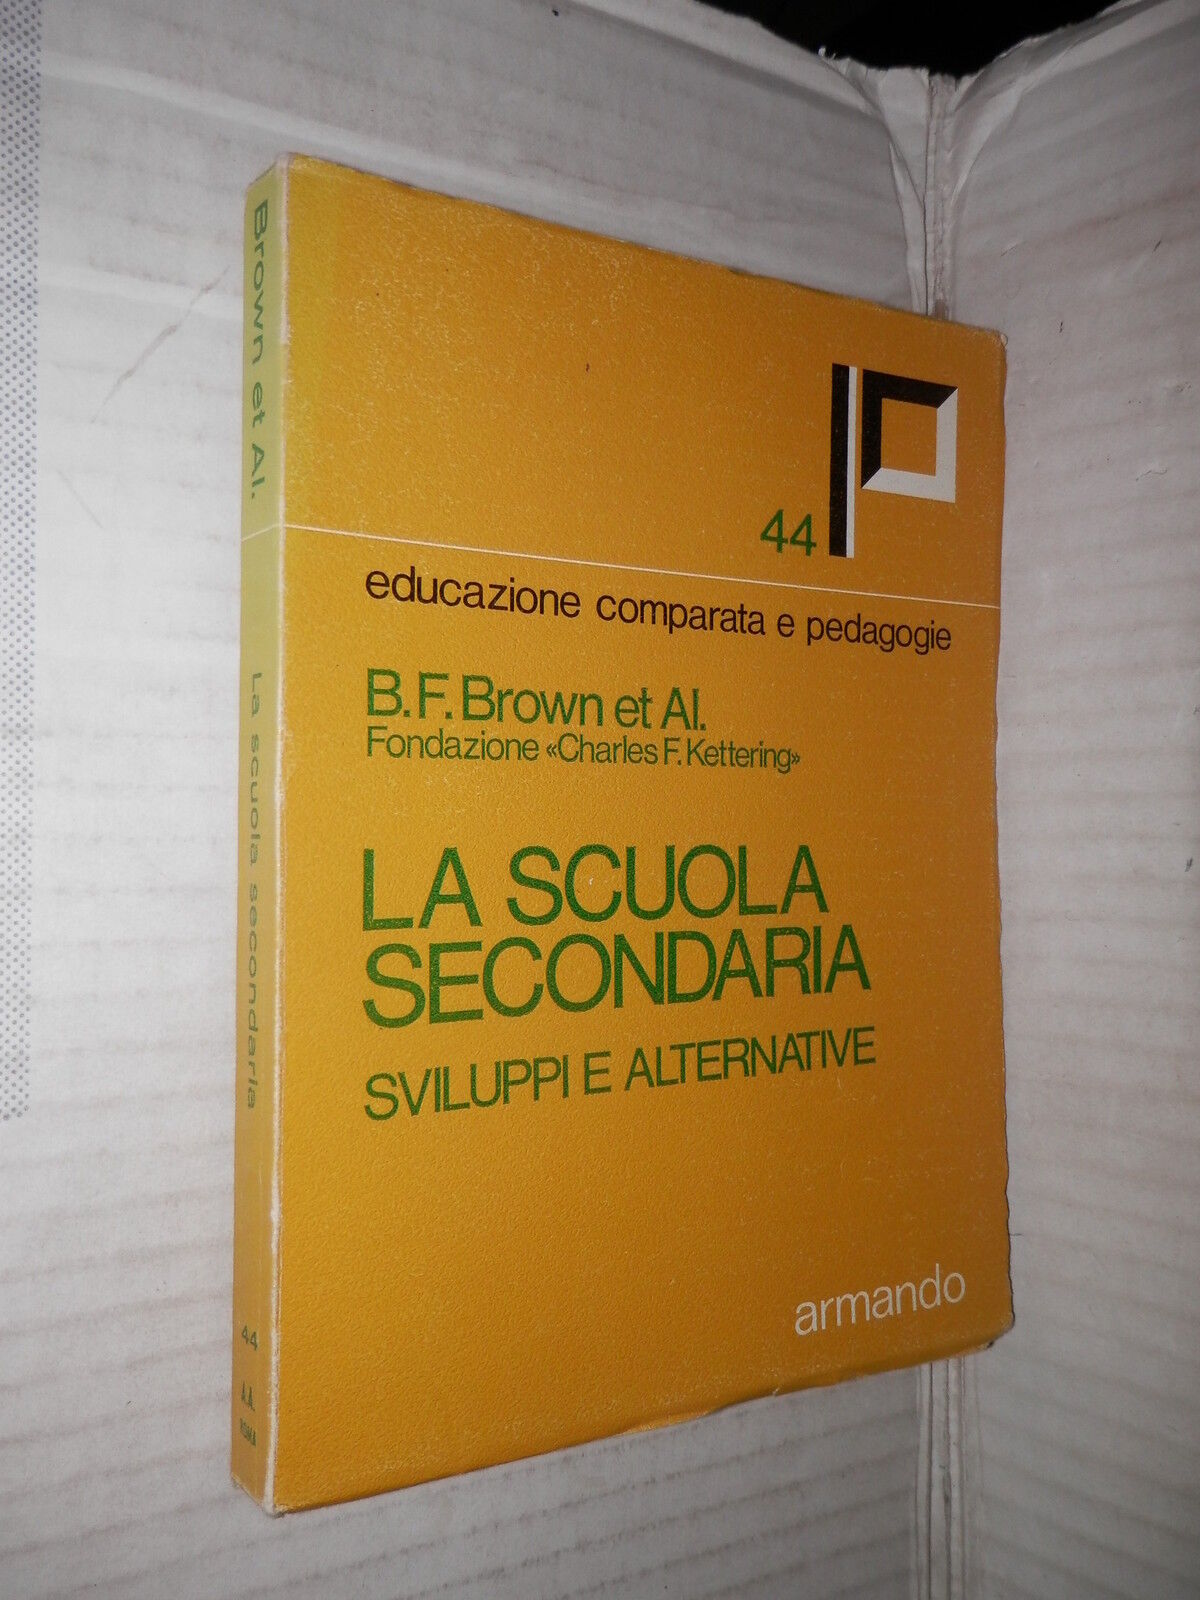 Brown et Al.
La scuola secondaria
44
A.A.
ROMA
44
educazione comparata e pedagogie
B.F. Brown et Al.
Fondazione «Charles F. Kettering»
LA SCUOLA
SECONDARIA
SVILUPPI E ALTERNATIVE
armando